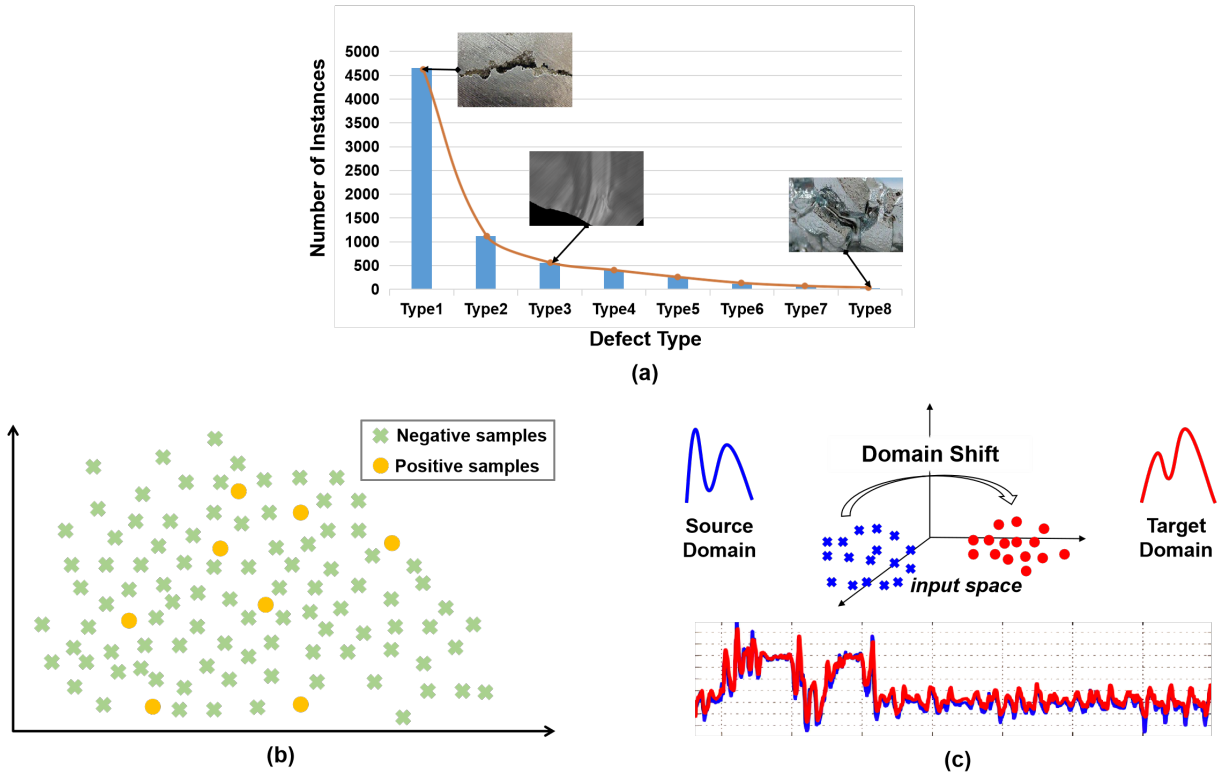 5000
4500
4000
3500
3000
2500
2000
1500
1000
500
0
Number of Instances
Type1 Type2 Type3 Type4 Type5 Type6 Type7 Type8
Defect Type
(a)
Negative samples
Positive samples
(b)
Domain Shift
Source
Domain
Target
Domain
input space
(c)